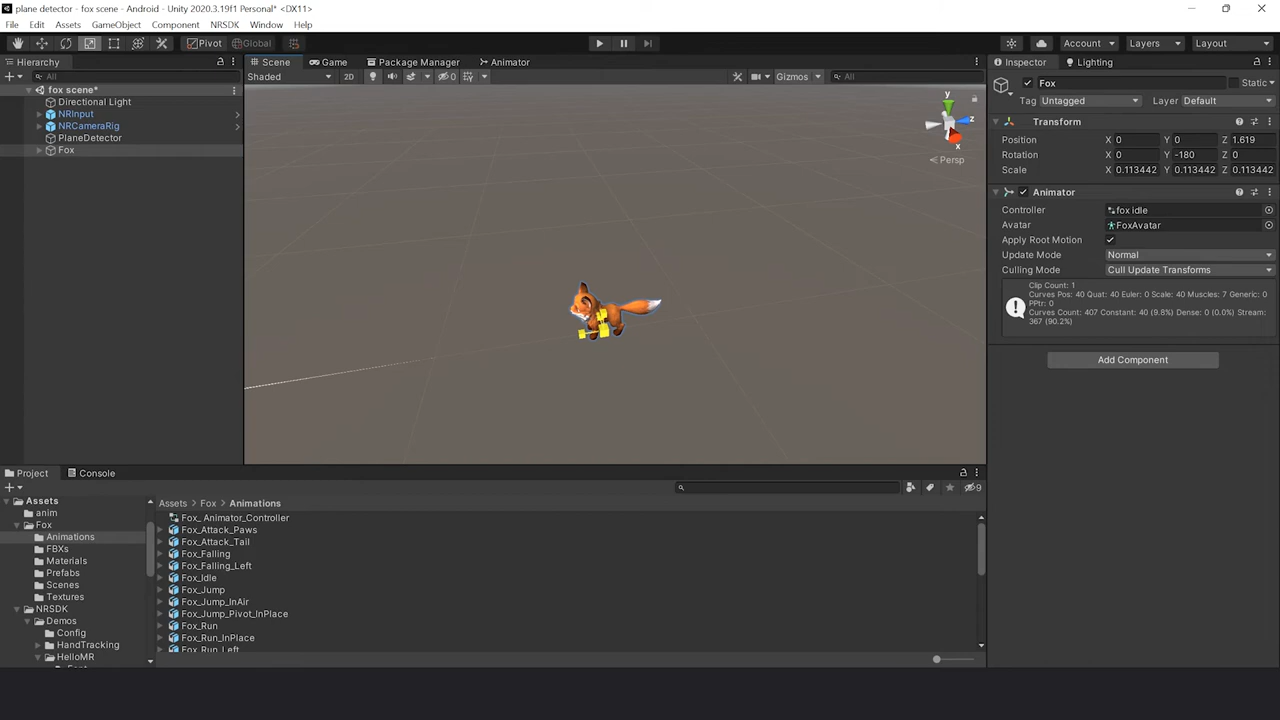 plane detector - fox scene - Android - Unity 2020.3.19f1 Personal* <DX11>
File Edit Assets GameObject Component NRSDK Window Help
Pivot Global Account Layers Layout
Hierarchy
All
fox scene*
Directional Light
NRInput
NRCameraRig
PlaneDetector
Fox
Scene Game Package Manager Animator
Shaded 2D 0 Gizmos All
y
z
x
Persp
Inspector Lighting
Fox Static
Tag Untagged Layer Default
Transform
Position X 0 Y 0 Z 1.619
Rotation X 0 Y -180 Z 0
Scale X 0.113442 Y 0.113442 Z 0.113442
Animator
Controller fox idle
Avatar FoxAvatar
Apply Root Motion
Update Mode Normal
Culling Mode Cull Update Transforms
Clip Count: 1
Curves Pos: 40 Quat: 40 Euler: 0 Scale: 40 Muscles: 7 Generic: 0
PPtr: 0
Curves Count: 407 Constant: 40 (9.8%) Dense: 0 (0.0%) Stream:
367 (90.2%)
Add Component
Project Console
9
Assets
anim
Fox
Animations
FBXs
Materials
Prefabs
Scenes
Textures
NRSDK
Demos
Config
HandTracking
HelloMR
Assets Fox Animations
Fox_ Animator_Controller
Fox_Attack_Paws
Fox_Attack_Tail
Fox_Falling
Fox_Falling_Left
Fox_Idle
Fox_Jump
Fox_Jump_InAir
Fox_Jump_Pivot_InPlace
Fox_Run
Fox_Run_InPlace
Fox_Run_Left